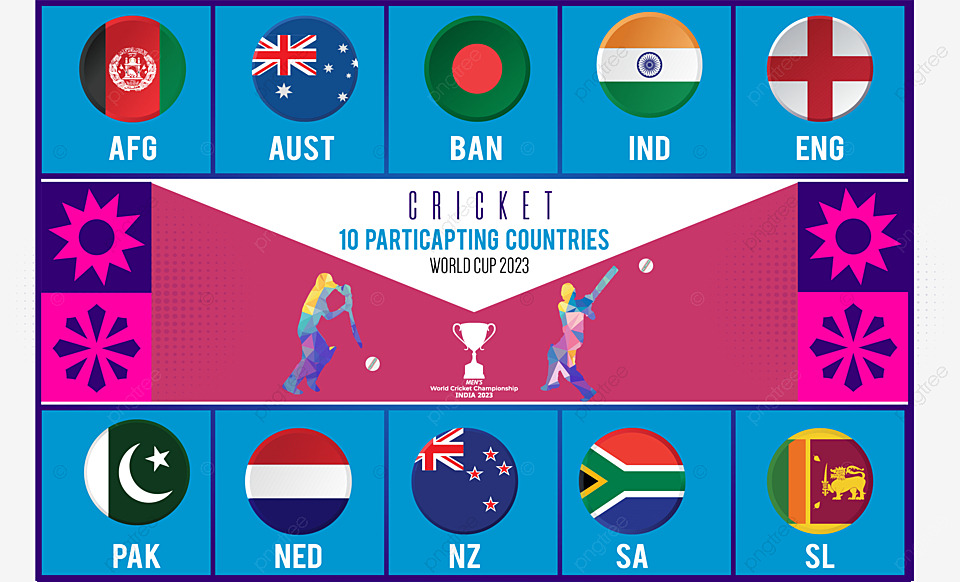 AFG
AUST
BAN
IND
ENG
CRICKET
10 PARTICAPTING COUNTRIES
WORLD CUP 2023
MEN'S
World Cricket Championship
INDIA 2023
PAK
NED
NZ
SA
SL
pngtree